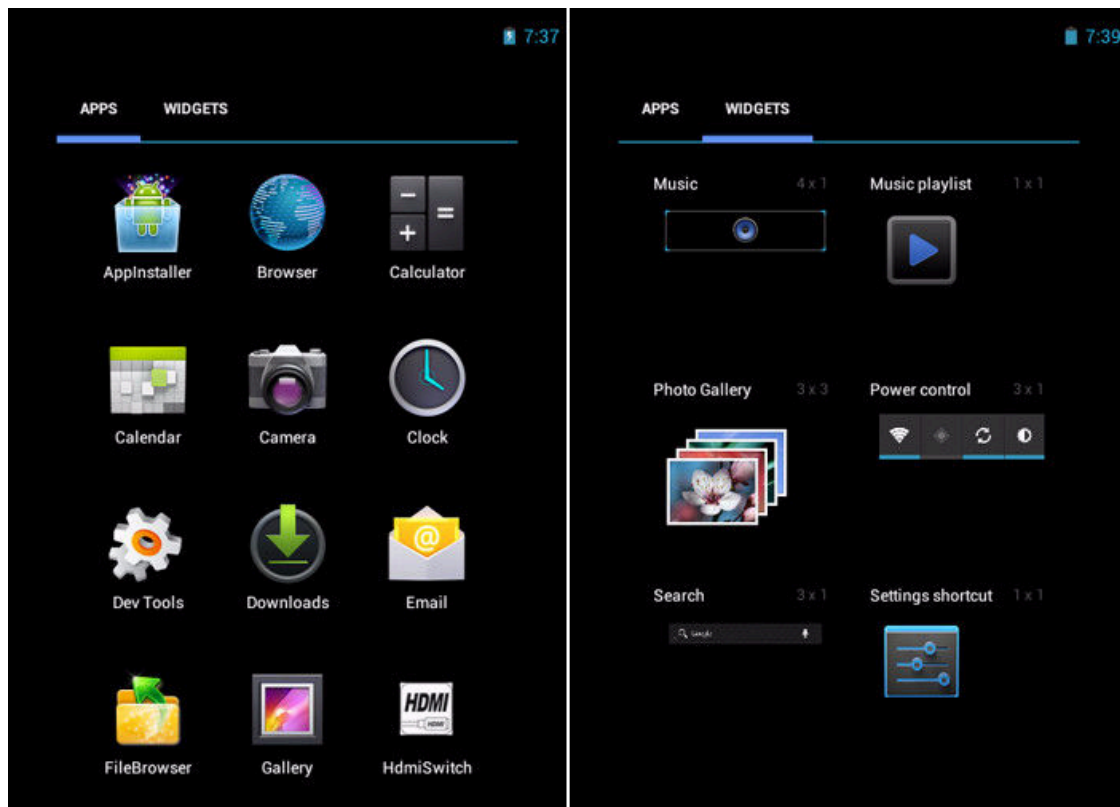 7:37
APPS WIDGETS
AppInstaller Browser Calculator
Calendar Camera Clock
@
Dev Tools Downloads Email
HDMI
HDMI
FileBrowser Gallery HdmiSwitch
7:39
APPS WIDGETS
Music 4 x 1 Music playlist 1 x 1
Photo Gallery 3 x 3 Power control 3 x 1
Search 3 x 1 Settings shortcut 1 x 1
Google